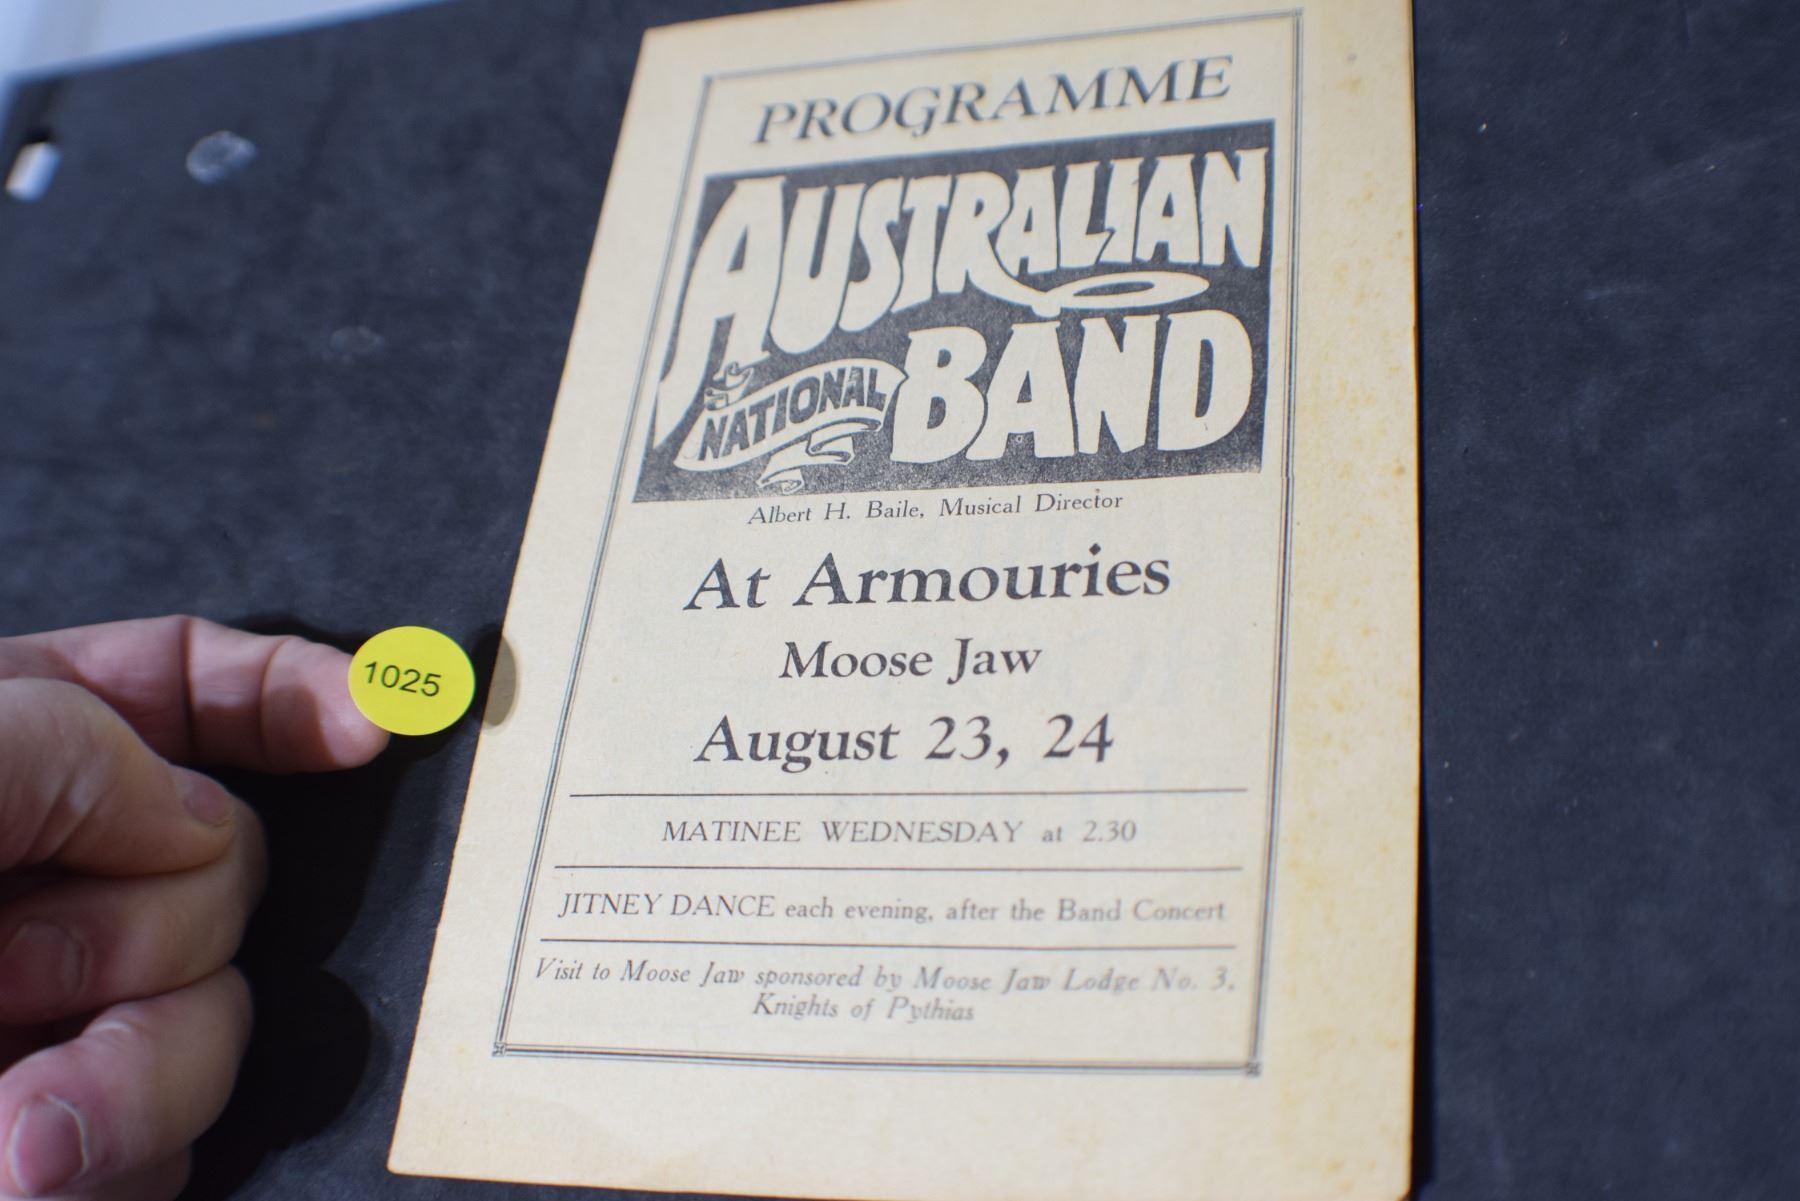 PROGRAMME
AUSTRALIAN
NATIONAL BAND
Albert H. Baile, Musical Director
At Armouries
Moose Jaw
1025
August 23, 24
MATINEE WEDNESDAY at 2.30
JITNEY DANCE each evening, after the Band Concert
Visit to Moose Jaw sponsored by Moose Jaw Lodge No. 3,
Knights of Pythias